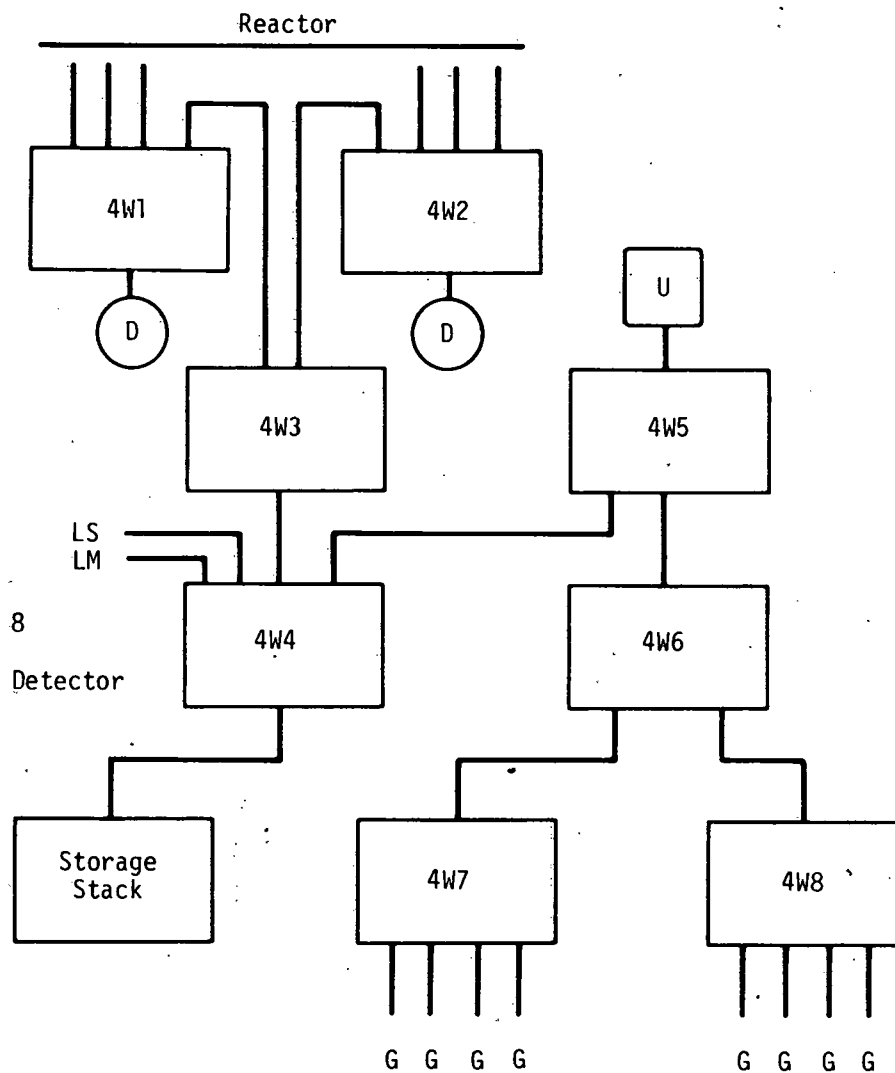 Reactor
4W1
4W2
D
D
U
4W3
4W5
LS
LM
8
4W4
4W6
Detector
Storage
Stack
4W7
4W8
G G G G
G G G G